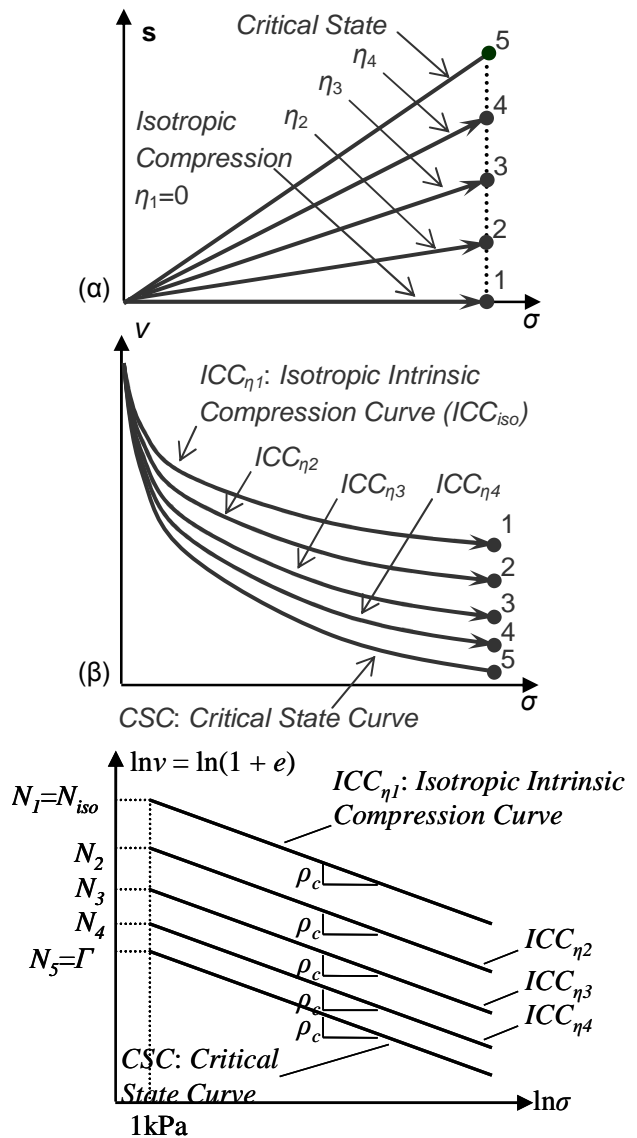 s
Critical State
5
η4
η3
4
Isotropic
Compression
η1=0
η2
3
2
1
(α)
σ
v
ICCη1: Isotropic Intrinsic
Compression Curve (ICCiso)
ICCη2
ICCη3
ICCη4
1
2
3
4
5
(β)
σ
CSC: Critical State Curve
lnv = ln(1 + e)
N1=Niso
ICCη1: Isotropic Intrinsic
Compression Curve
N2
ρc
N3
N4
ρc
N5=Γ
ICCη2
ρc
ICCη3
ρc
ICCη4
ρc
CSC: Critical
State Curve
lnσ
1kPa